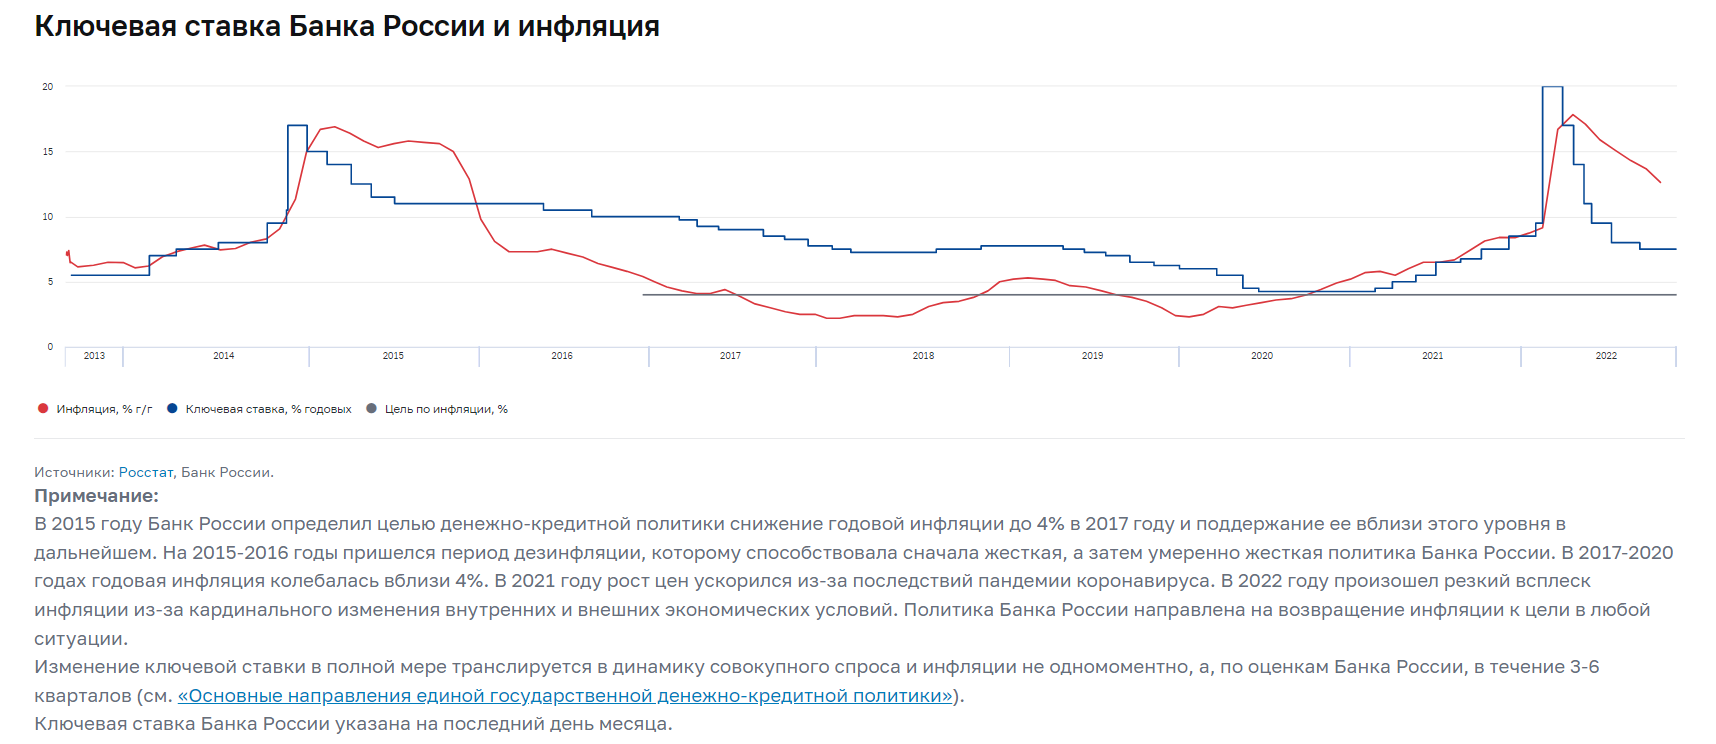 Ключевая ставка Банка России и инфляция
20
15
10
5
0
2013 2014 2015 2016 2017 2018 2019 2020 2021 2022
Инфляция, % г/г Ключевая ставка, % годовых Цель по инфляции, %
Источники: Росстат, Банк России.
Примечание:
В 2015 году Банк России определил целью денежно-кредитной политики снижение годовой инфляции до 4% в 2017 году и поддержание ее вблизи этого уровня в
дальнейшем. На 2015-2016 годы пришелся период дезинфляции, которому способствовала сначала жесткая, а затем умеренно жесткая политика Банка России. В 2017-2020
годах годовая инфляция колебалась вблизи 4%. В 2021 году рост цен ускорился из-за последствий пандемии коронавируса. В 2022 году произошел резкий всплеск
инфляции из-за кардинального изменения внутренних и внешних экономических условий. Политика Банка России направлена на возвращение инфляции к цели в любой
ситуации.
Изменение ключевой ставки в полной мере транслируется в динамику совокупного спроса и инфляции не одномоментно, а, по оценкам Банка России, в течение 3-6
кварталов (см. «Основные направления единой государственной денежно-кредитной политики»).
Ключевая ставка Банка России указана на последний день месяца.